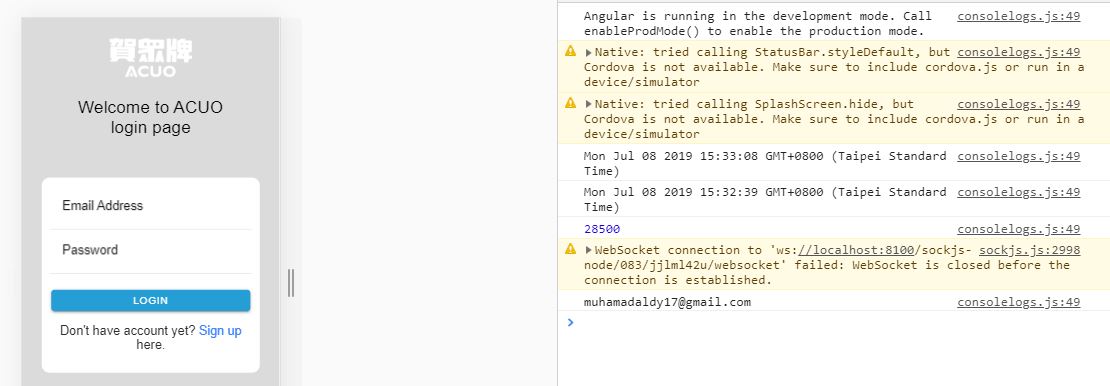 賀眾牌
ACUO
Welcome to ACUO
login page
Email Address
Password
LOGIN
Don't have account yet? Sign up
here.
Angular is running in the development mode. Call consolelogs.js:49
enableProdMode() to enable the production mode.
Native: tried calling StatusBar.styleDefault, but consolelogs.js:49
Cordova is not available. Make sure to include cordova.js or run in a
device/simulator
Native: tried calling SplashScreen.hide, but consolelogs.js:49
Cordova is not available. Make sure to include cordova.js or run in a
device/simulator
Mon Jul 08 2019 15:33:08 GMT+0800 (Taipei Standard consolelogs.js:49
Time)
Mon Jul 08 2019 15:32:39 GMT+0800 (Taipei Standard consolelogs.js:49
Time)
28500 consolelogs.js:49
WebSocket connection to 'ws://localhost:8100/sockjs- sockjs.js:2998
node/083/jjlml42u/websocket' failed: WebSocket is closed before the
connection is established.
muhamadaldy17@gmail.com consolelogs.js:49